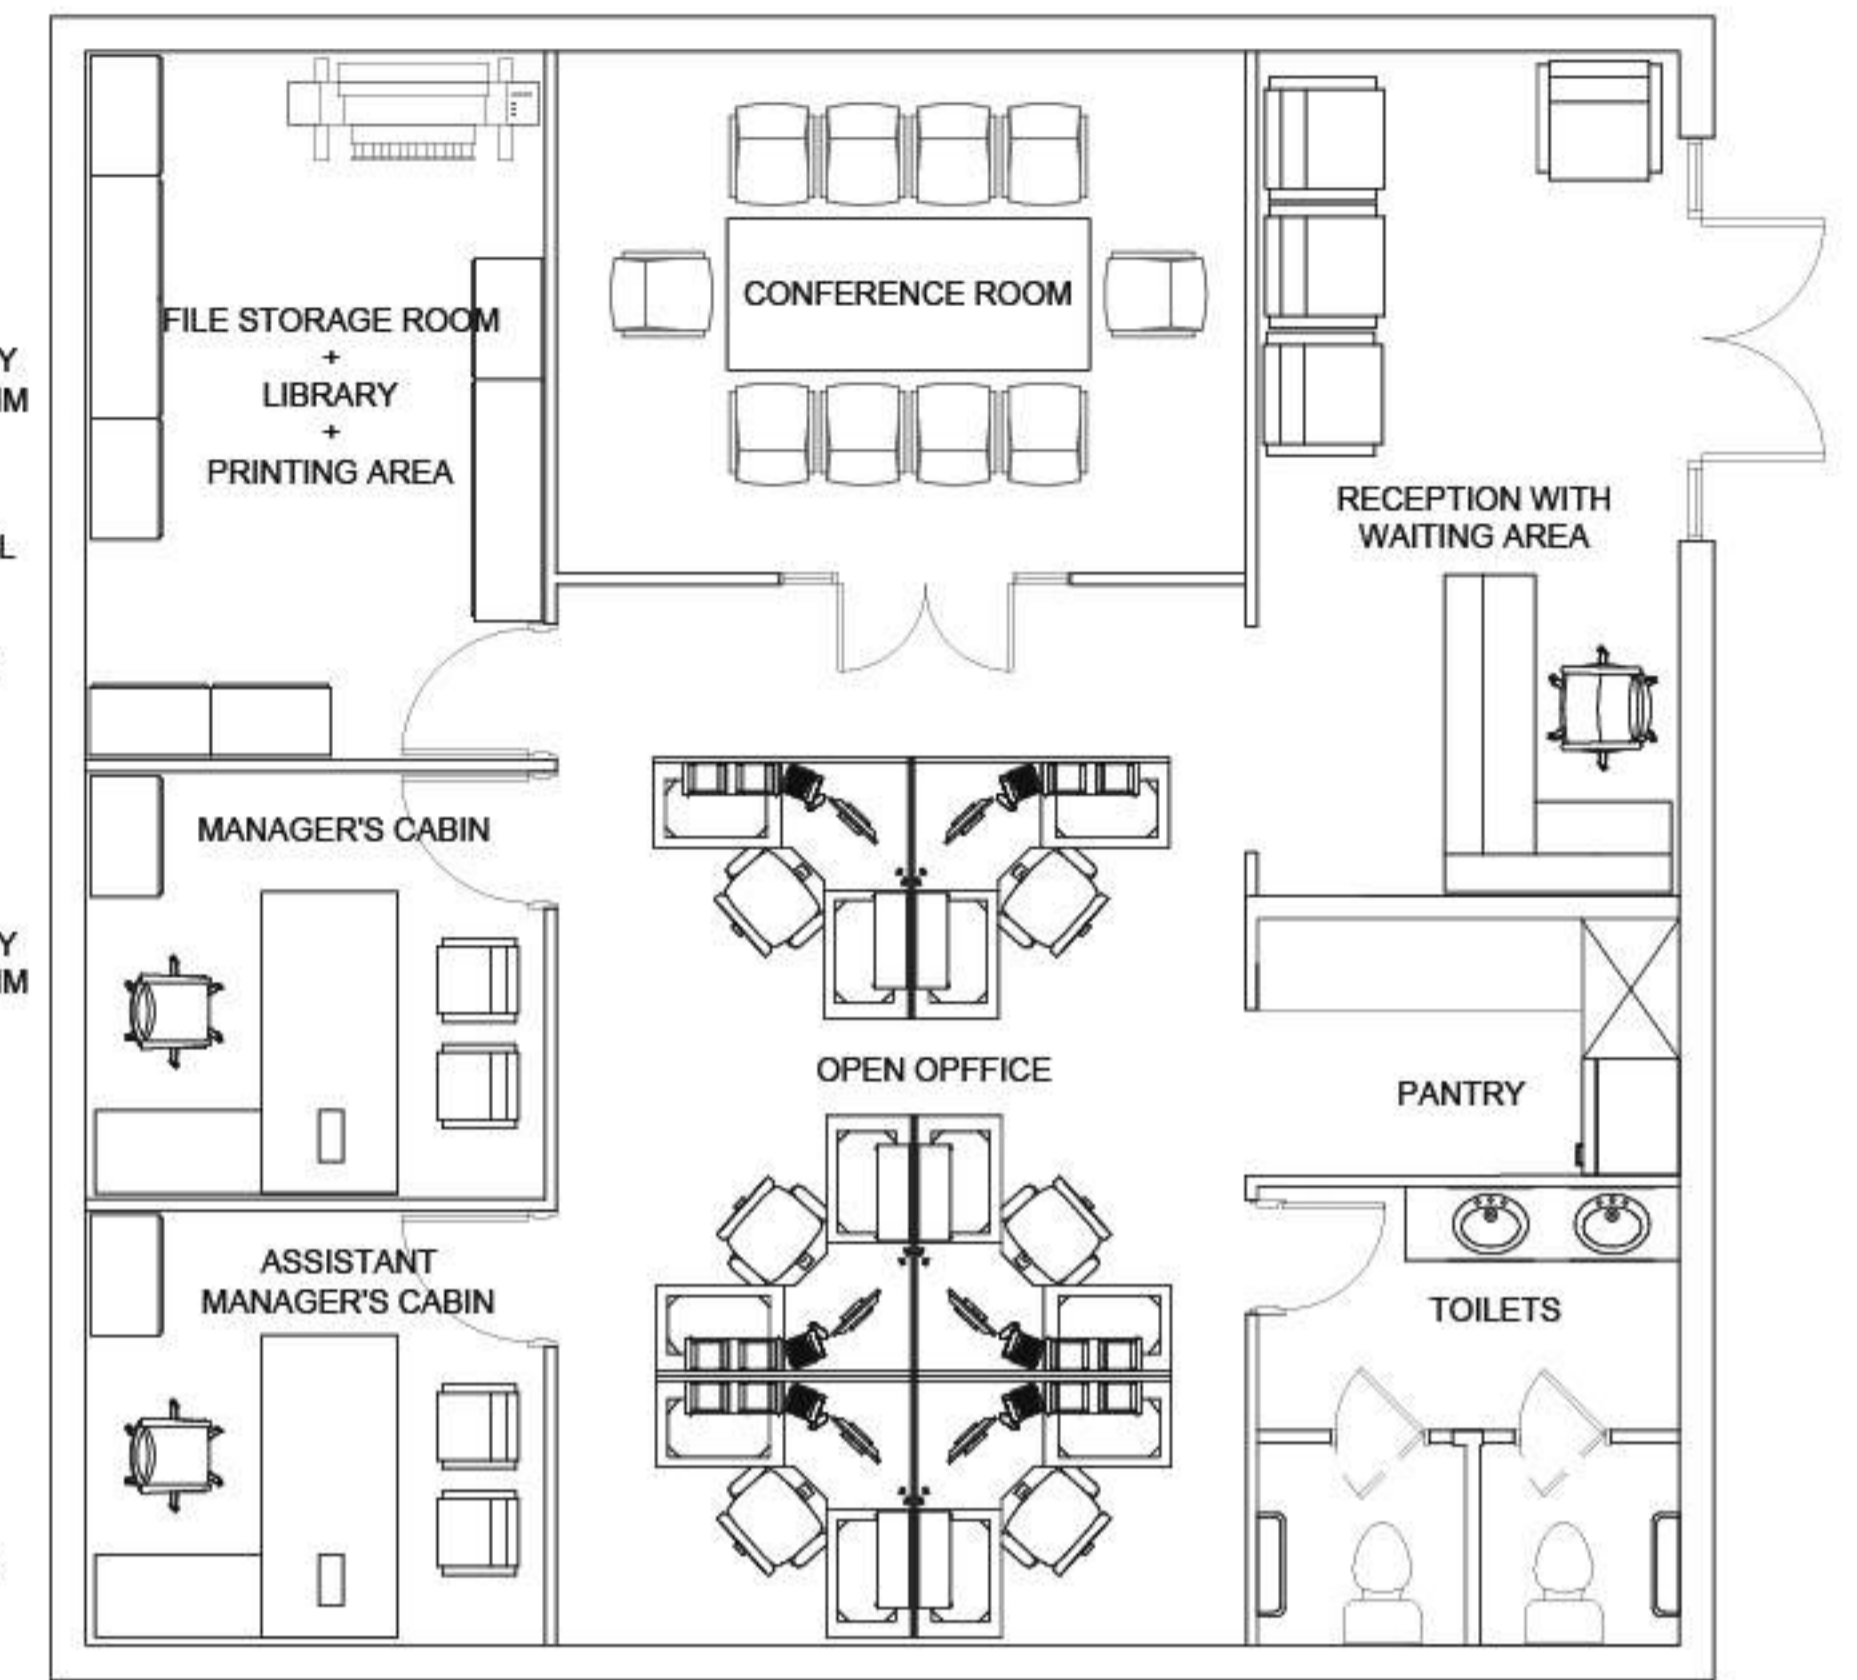 FILE STORAGE ROOM
+
LIBRARY
+
PRINTING AREA
CONFERENCE ROOM
RECEPTION WITH
WAITING AREA
MANAGER'S CABIN
OPEN OPFFICE
PANTRY
ASSISTANT
MANAGER'S CABIN
TOILETS
Y
L
Y